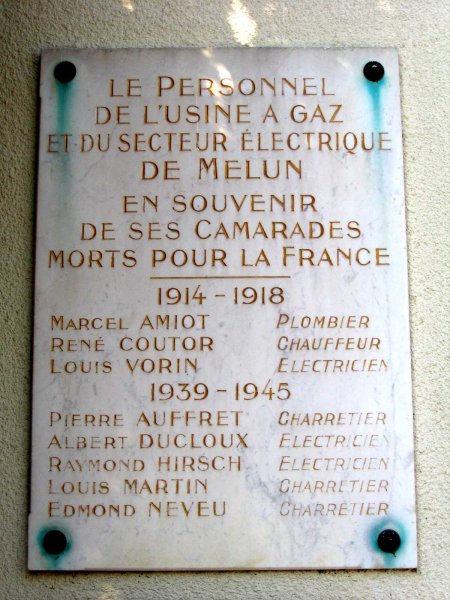 LE PERSONNEL
DE L'USINE A GAZ
ET DU SECTEUR ÉLECTRIQUE
DE MELUN
EN SOUVENIR
DE SES CAMARADES
MORTS POUR LA FRANCE
1914 - 1918
MARCEL AMIOT PLOMBIER
RENÉ COUTOR CHAUFFEUR
LOUIS VORIN ELECTRICIEN
1939 - 1945
PIERRE AUFFRET CHARRETIER
ALBERT DUCLOUX ELECTRICIEN
RAYMOND HIRSCH ELECTRICIEN
LOUIS MARTIN CHARRETIER
EDMOND NEVEU CHARRETIER